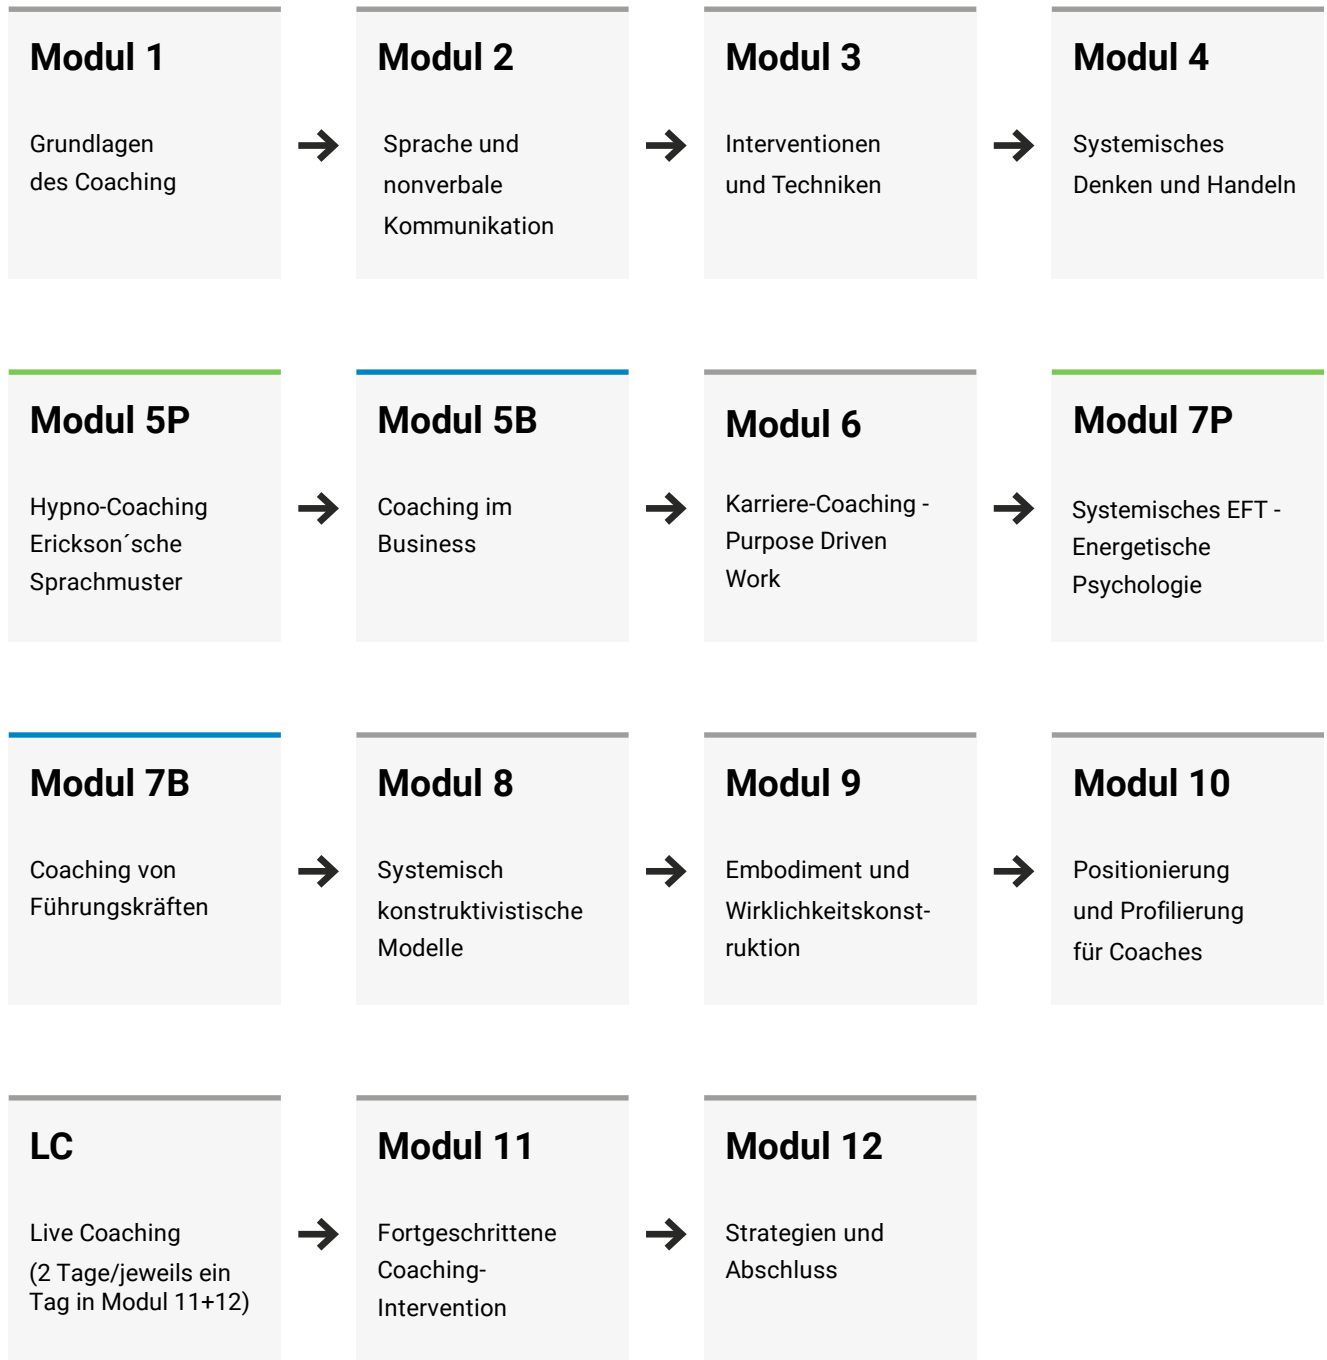 Modul 1
Grundlagen
des Coaching
Modul 2
Sprache und
nonverbale
Kommunikation
Modul 3
Interventionen
und Techniken
Modul 4
Systemisches
Denken und Handeln
Modul 5P
Hypno-Coaching
Erickson´sche
Sprachmuster
Modul 5B
Coaching im
Business
Modul 6
Karriere-Coaching -
Purpose Driven
Work
Modul 7P
Systemisches EFT -
Energetische
Psychologie
Modul 7B
Coaching von
Führungskräften
Modul 8
Systemisch
konstruktivistische
Modelle
Modul 9
Embodiment und
Wirklichkeitskonst-
ruktion
Modul 10
Positionierung
und Profilierung
für Coaches
LC
Live Coaching
(2 Tage/jeweils ein
Tag in Modul 11+12)
Modul 11
Fortgeschrittene
Coaching-
Intervention
Modul 12
Strategien und
Abschluss